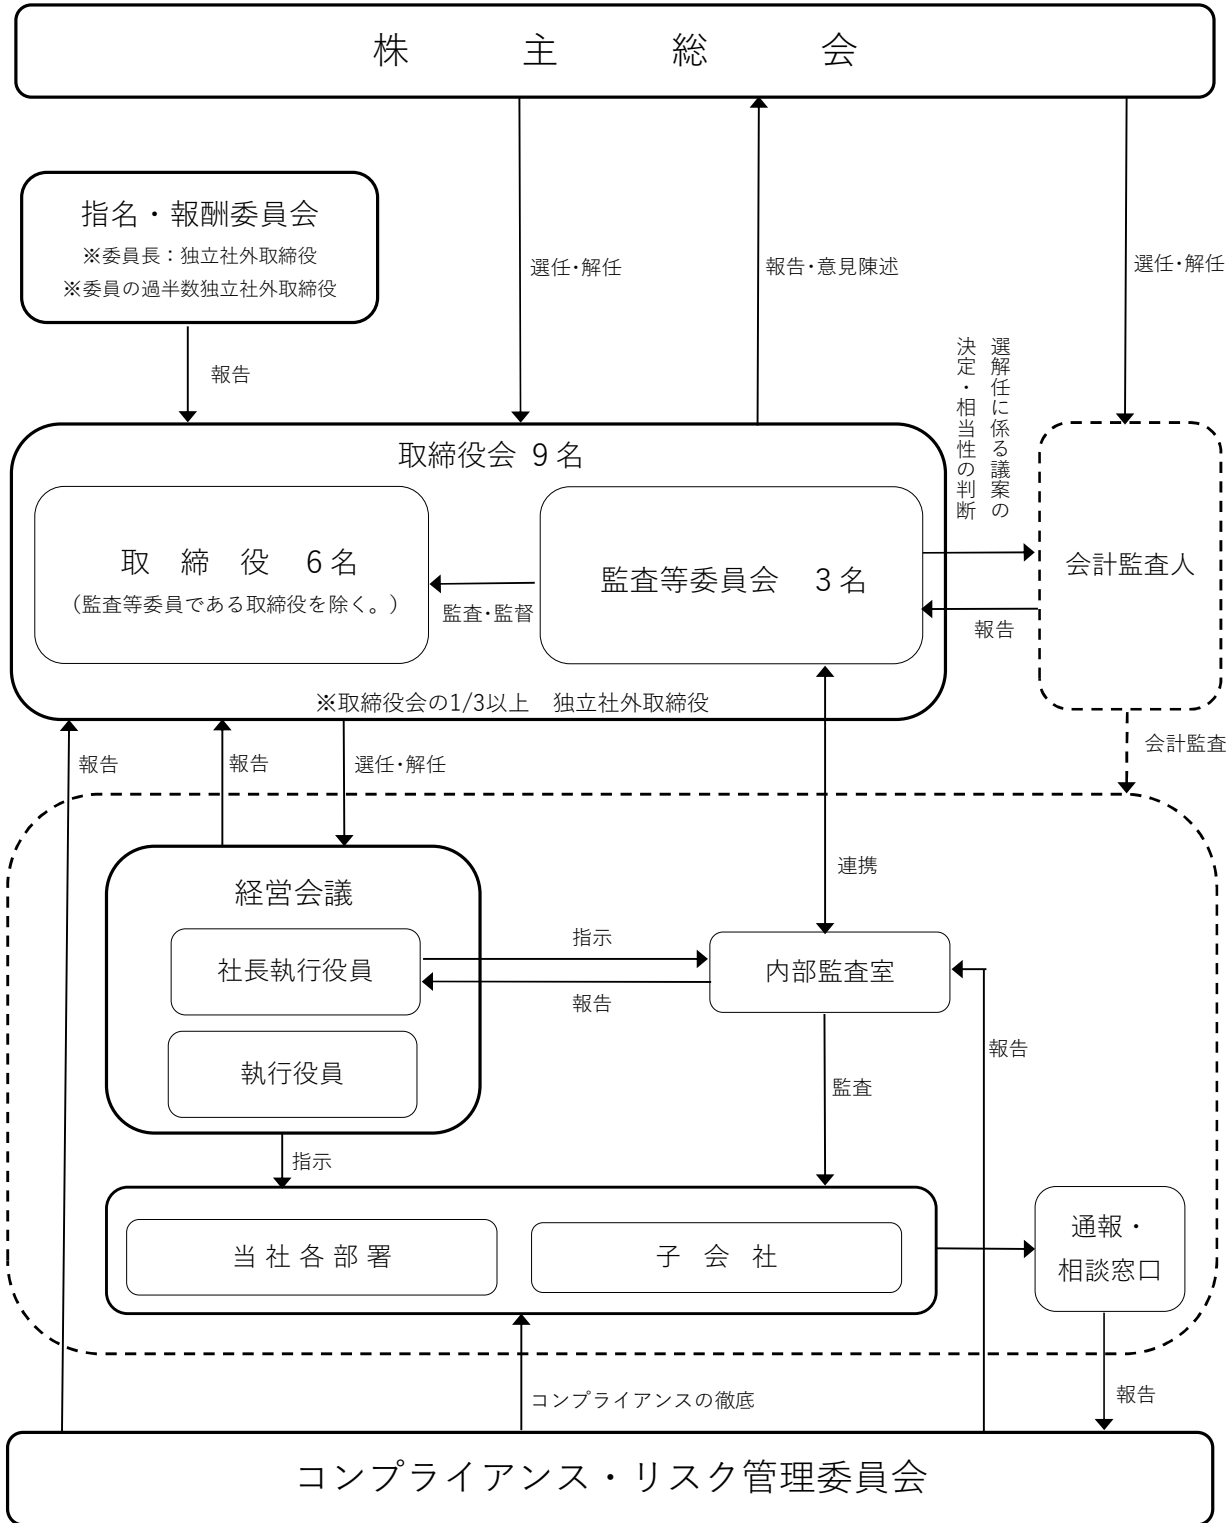 株主総会
指名・報酬委員会
※委員長：独立社外取締役
※委員の過半数独立社外取締役
選任・解任
報告・意見陳述
選任・解任
報告
選解任に係る議案の
決定・相当性の判断
取締役会 9名
取締役 6名
（監査等委員である取締役を除く。）
監査・監督
監査等委員会 3名
会計監査人
報告
※取締役会の1/3以上 独立社外取締役
報告
報告
選任・解任
会計監査
連携
経営会議
社長執行役員
執行役員
指示
報告
内部監査室
報告
監査
指示
当社各部署
子会社
通報・
相談窓口
コンプライアンスの徹底
報告
コンプライアンス・リスク管理委員会